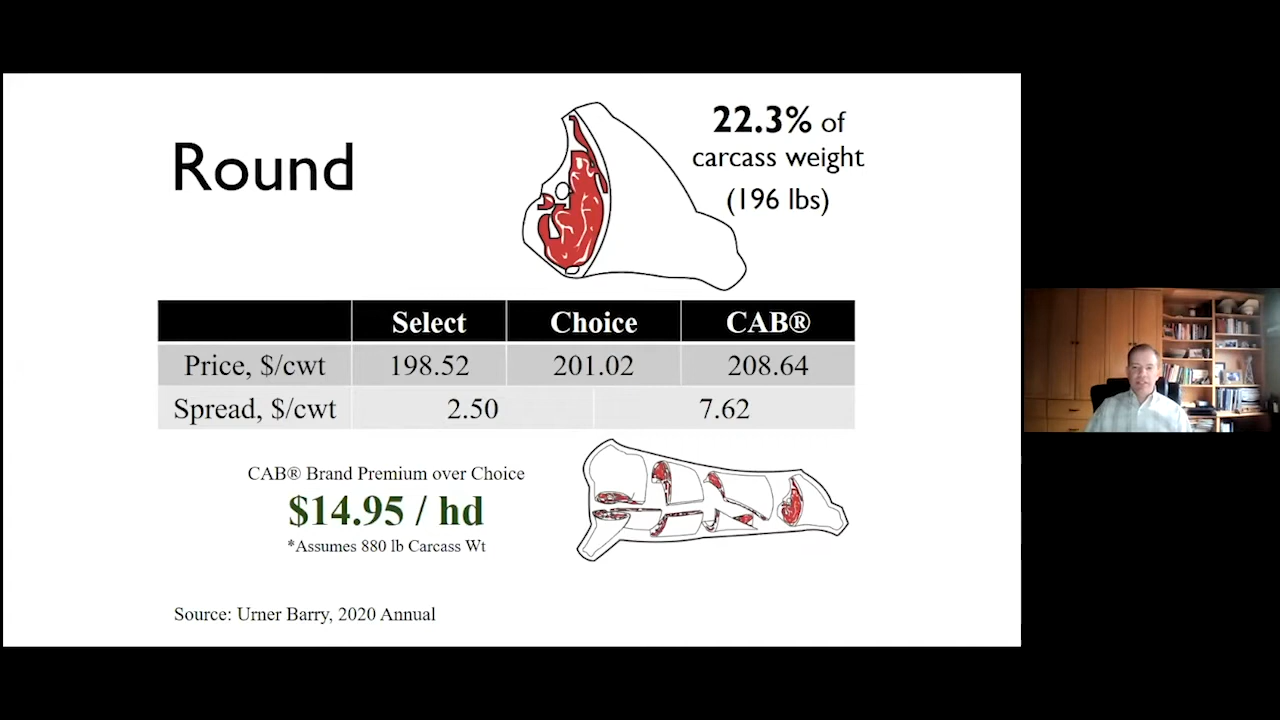 Round
22.3% of
carcass weight
(196 lbs)
Select Choice CAB®
Price, $/cwt 198.52 201.02 208.64
Spread, $/cwt 2.50 7.62
CAB® Brand Premium over Choice
$14.95 / hd
*Assumes 880 lb Carcass Wt
Source: Urner Barry, 2020 Annual